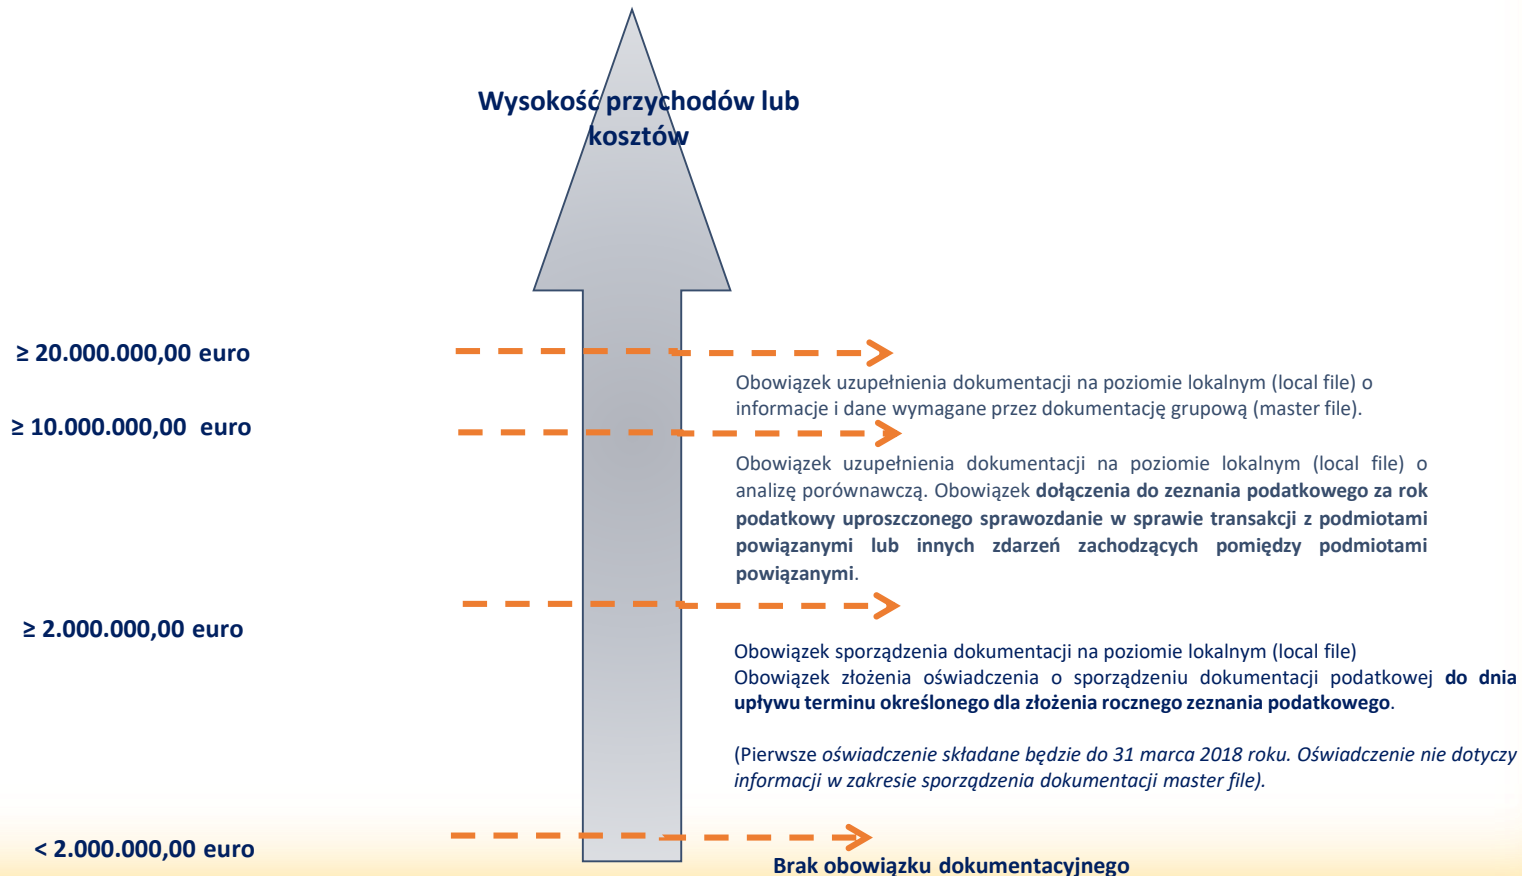 Wysokość przychodów lub
kosztów
≥ 20.000.000,00 euro
Obowiązek uzupełnienia dokumentacji na poziomie lokalnym (local file) o
informacje i dane wymagane przez dokumentację grupową (master file).
≥ 10.000.000,00 euro
Obowiązek uzupełnienia dokumentacji na poziomie lokalnym (local file) o
analizę porównawczą. Obowiązek dołączenia do zeznania podatkowego za rok
podatkowy uproszczonego sprawozdanie w sprawie transakcji z podmiotami
powiązanymi lub innych zdarzeń zachodzących pomiędzy podmiotami
powiązanymi.
≥ 2.000.000,00 euro
Obowiązek sporządzenia dokumentacji na poziomie lokalnym (local file)
Obowiązek złożenia oświadczenia o sporządzeniu dokumentacji podatkowej do dnia
upływu terminu określonego dla złożenia rocznego zeznania podatkowego.
(Pierwsze oświadczenie składane będzie do 31 marca 2018 roku. Oświadczenie nie dotyczy
informacji w zakresie sporządzenia dokumentacji master file).
< 2.000.000,00 euro
Brak obowiązku dokumentacyjnego